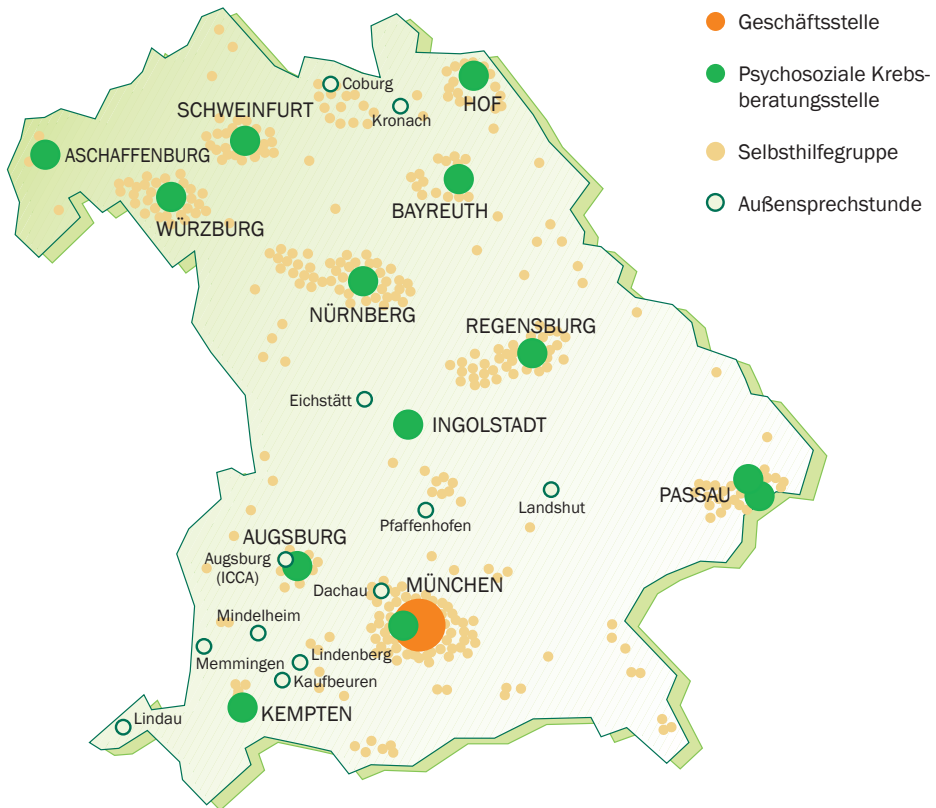 Geschäftsstelle
Psychosoziale Krebs-
beratungsstelle
Selbsthilfegruppe
Außensprechstunde
Coburg
HOF
Kronach
SCHWEINFURT
ASCHAFFENBURG
BAYREUTH
WÜRZBURG
NÜRNBERG
REGENSBURG
Eichstätt
INGOLSTADT
PASSAU
Landshut
Pfaffenhofen
AUGSBURG
Augsburg
(ICCA)
Dachau
MÜNCHEN
Mindelheim
Memmingen
Lindenberg
Kaufbeuren
KEMPTEN
Lindau